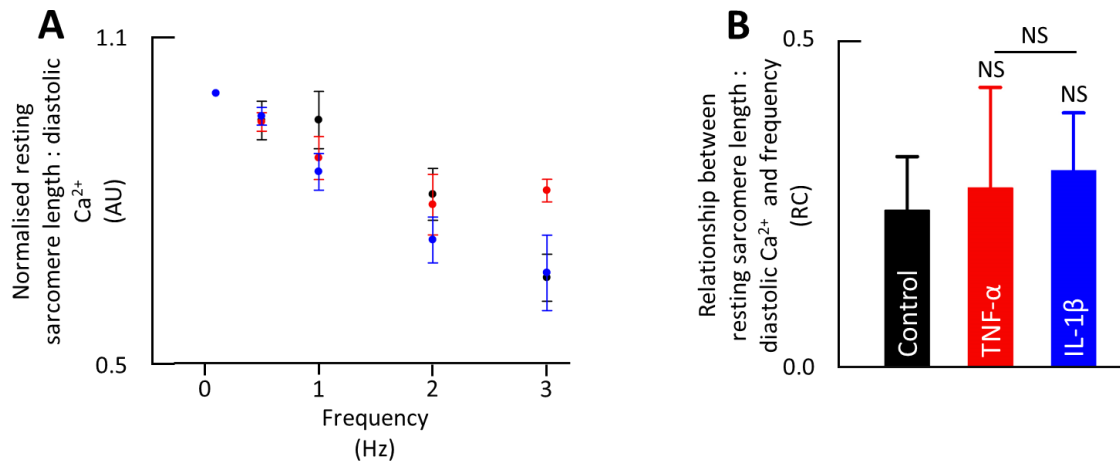 A
1.1
Normalised resting
sarcomere length : diastolic
Ca²⁺
(AU)
0.5
0
1
2
3
Frequency
(Hz)
B
0.5
Relationship between
resting sarcomere length :
diastolic Ca²⁺ and frequency
(RC)
0.0
NS
NS
NS
Control
TNF-α
IL-1β